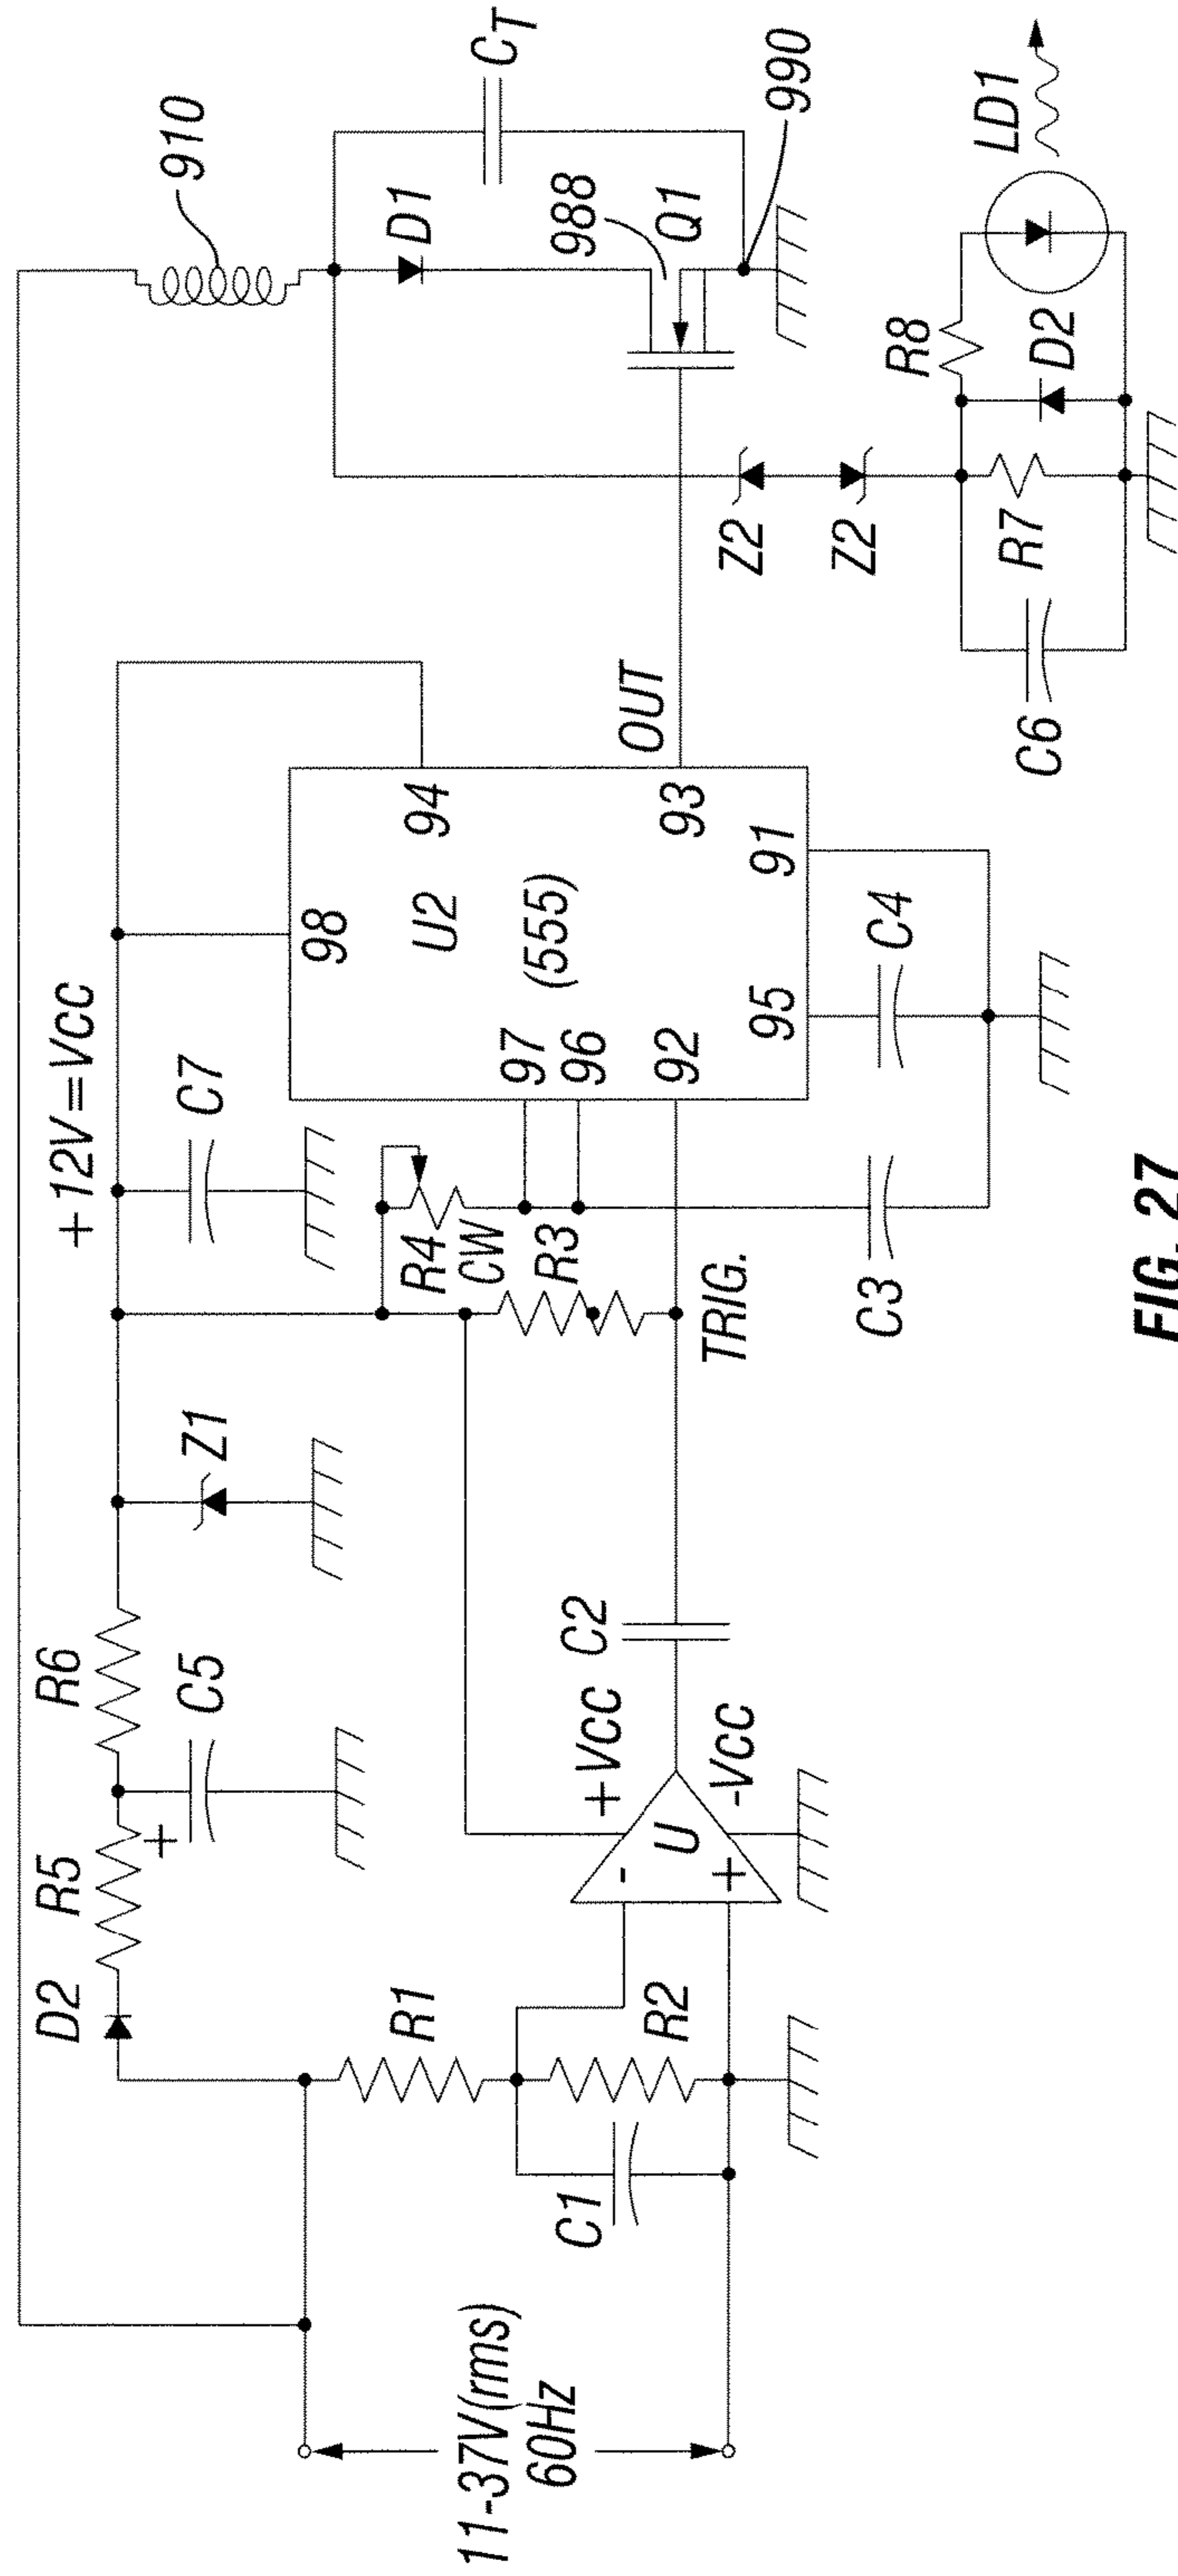 910
D1
CT
988
Q1
990
LD1
R8
D2
Z2
Z2
R7
C6
OUT
+12V=Vcc
C7
98
94
U2
(555)
93
97
96
92
95
91
C4
R4
CW
R3
C3
TRIG.
Z1
R6
C5
+
R5
D2
C2
+Vcc
-Vcc
U
-
+
R1
R2
C1
11-37V(rms)
60Hz
FIG. 27